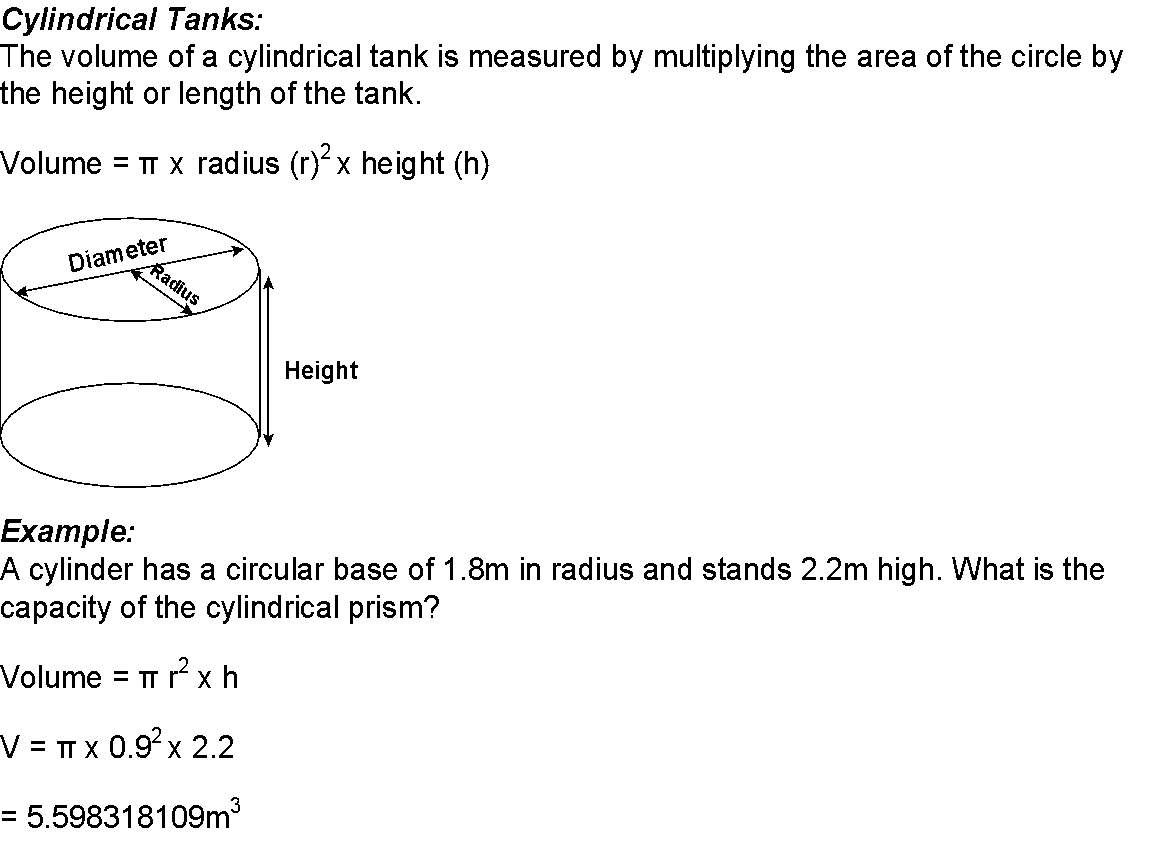 Cylindrical Tanks:
The volume of a cylindrical tank is measured by multiplying the area of the circle by
the height or length of the tank.
Volume = π x radius (r)² x height (h)
Diameter
Radius
Height
Example:
A cylinder has a circular base of 1.8m in radius and stands 2.2m high. What is the
capacity of the cylindrical prism?
Volume = π r² x h
V = π x 0.9² x 2.2
= 5.598318109m³